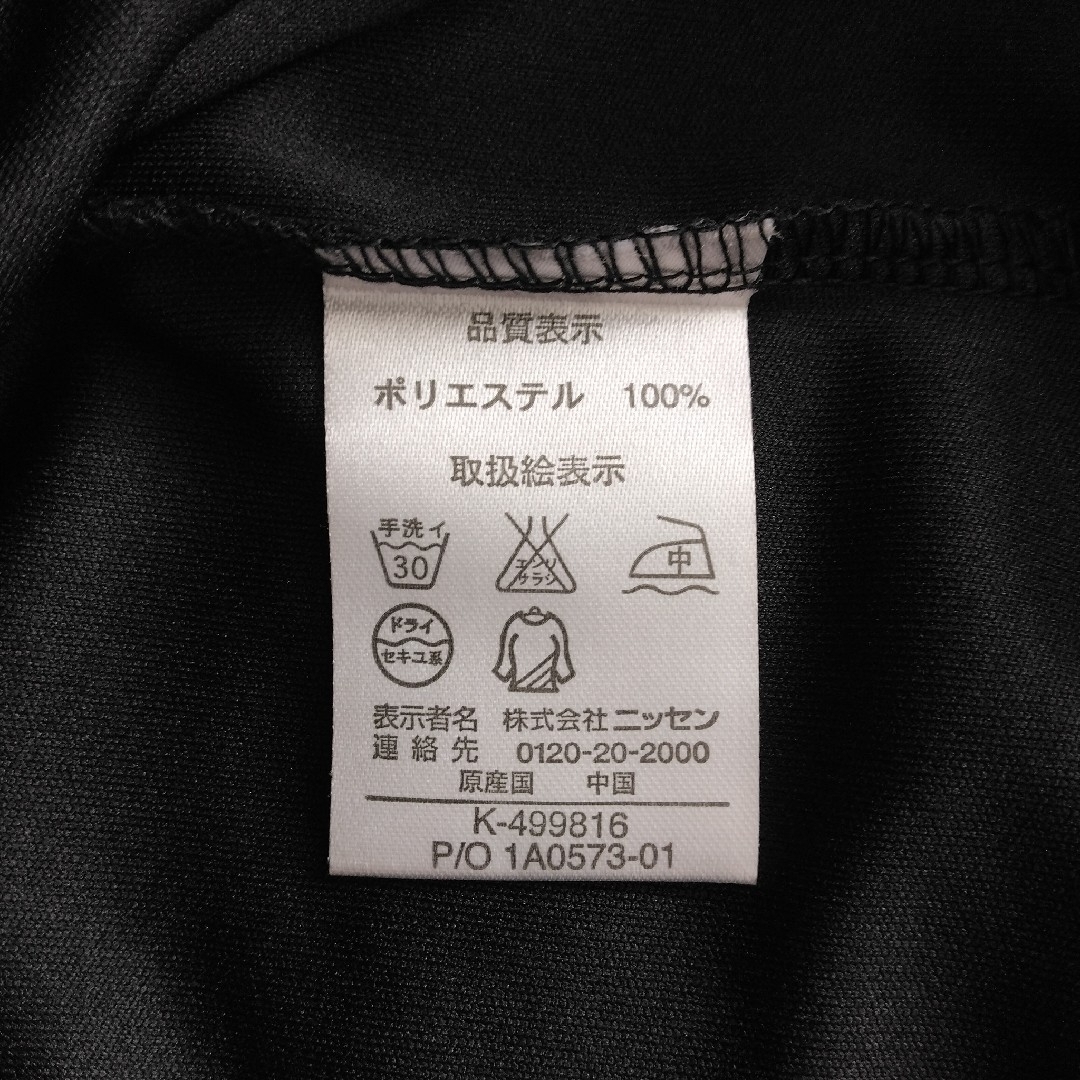 品質表示
ポリエステル 100%
取扱絵表示
手洗イ
30
エンソ
サラシ
中
ドライ
セキユ系
表示者名 株式会社ニッセン
連絡先 0120-20-2000
原産国 中国
K-499816
P/O 1A0573-01